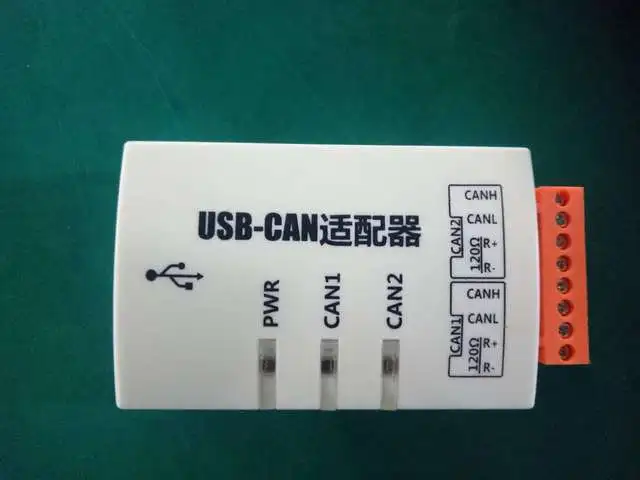 USB-CAN适配器
PWR
CAN1
CAN2
CAN2
CANH
CANL
120Ω
R+
R-
CAN1
CANH
CANL
120Ω
R+
R-